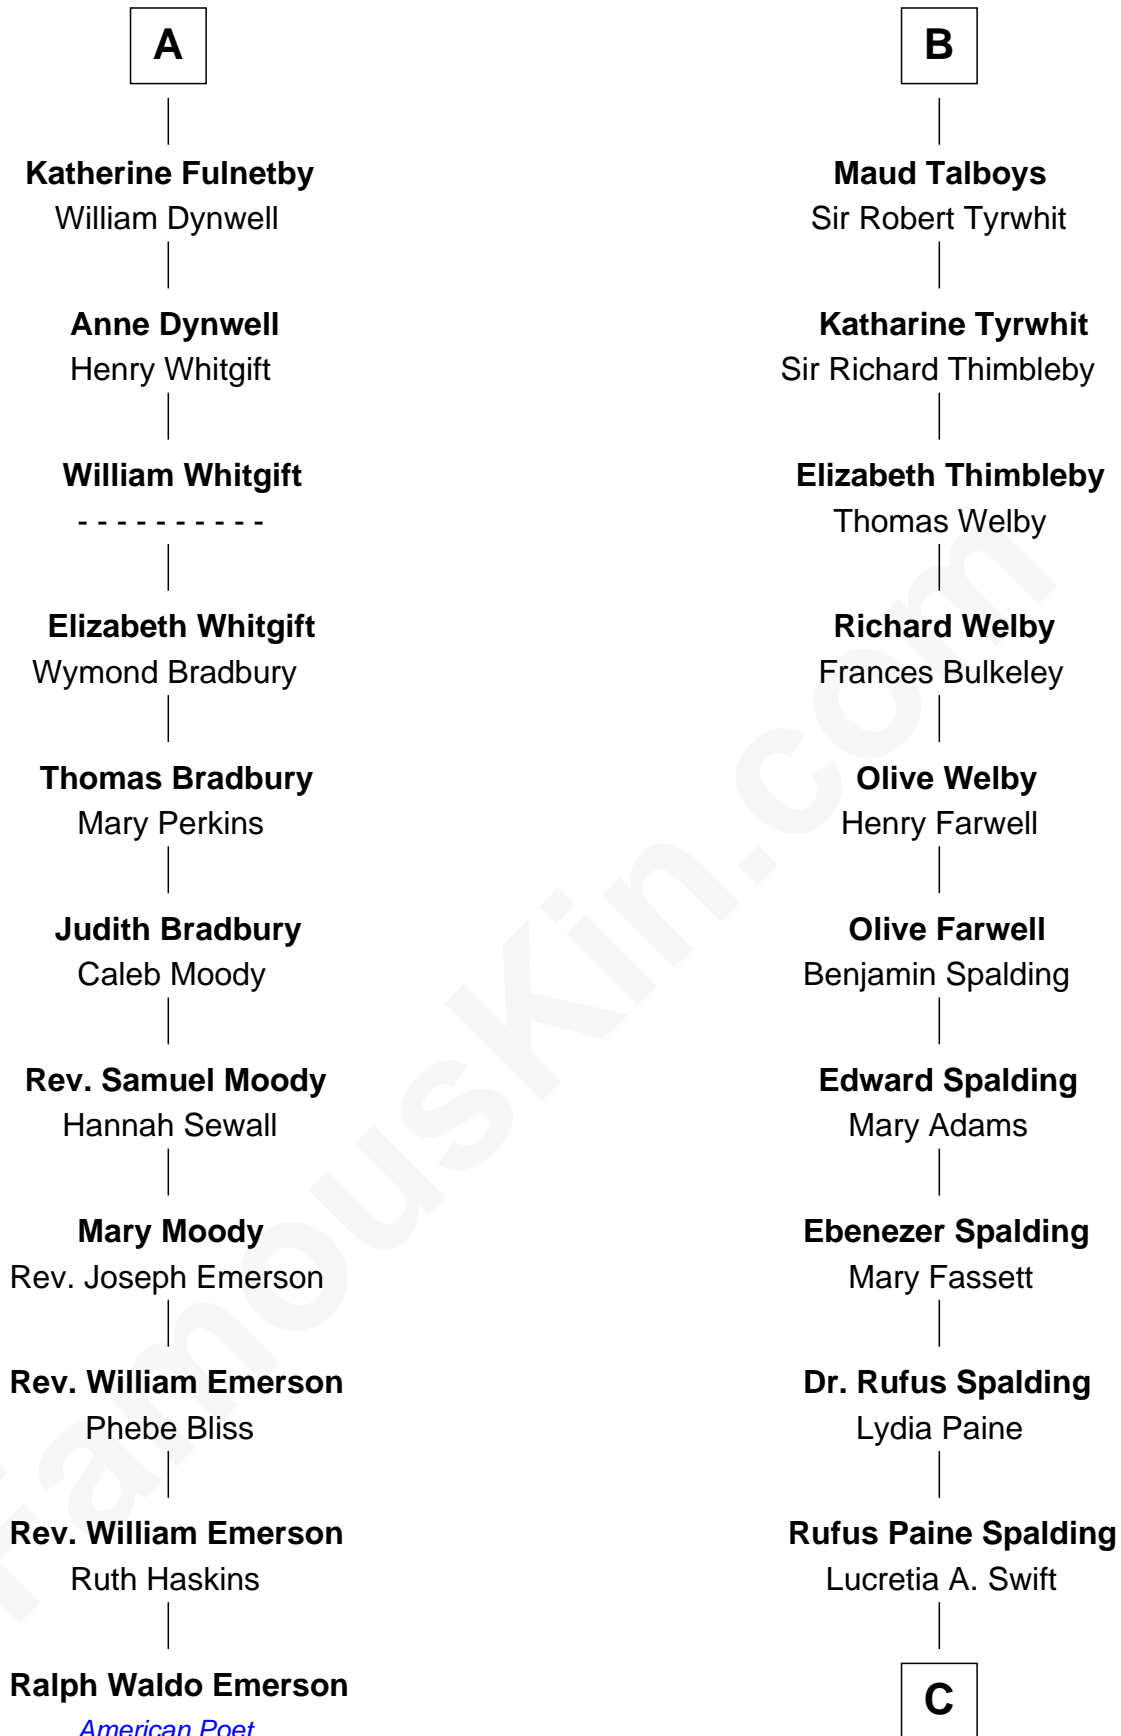 A
Katherine Fulnetby
William Dynwell
Anne Dynwell
Henry Whitgift
William Whitgift
- - - - - - - - - -
Elizabeth Whitgift
Wymond Bradbury
Thomas Bradbury
Mary Perkins
Judith Bradbury
Caleb Moody
Rev. Samuel Moody
Hannah Sewall
Mary Moody
Rev. Joseph Emerson
Rev. William Emerson
Phebe Bliss
Rev. William Emerson
Ruth Haskins
Ralph Waldo Emerson
American Poet
B
Maud Talboys
Sir Robert Tyrwhit
Katharine Tyrwhit
Sir Richard Thimbleby
Elizabeth Thimbleby
Thomas Welby
Richard Welby
Frances Bulkeley
Olive Welby
Henry Farwell
Olive Farwell
Benjamin Spalding
Edward Spalding
Mary Adams
Ebenezer Spalding
Mary Fassett
Dr. Rufus Spalding
Lydia Paine
Rufus Paine Spalding
Lucretia A. Swift
C
FamousKin.com